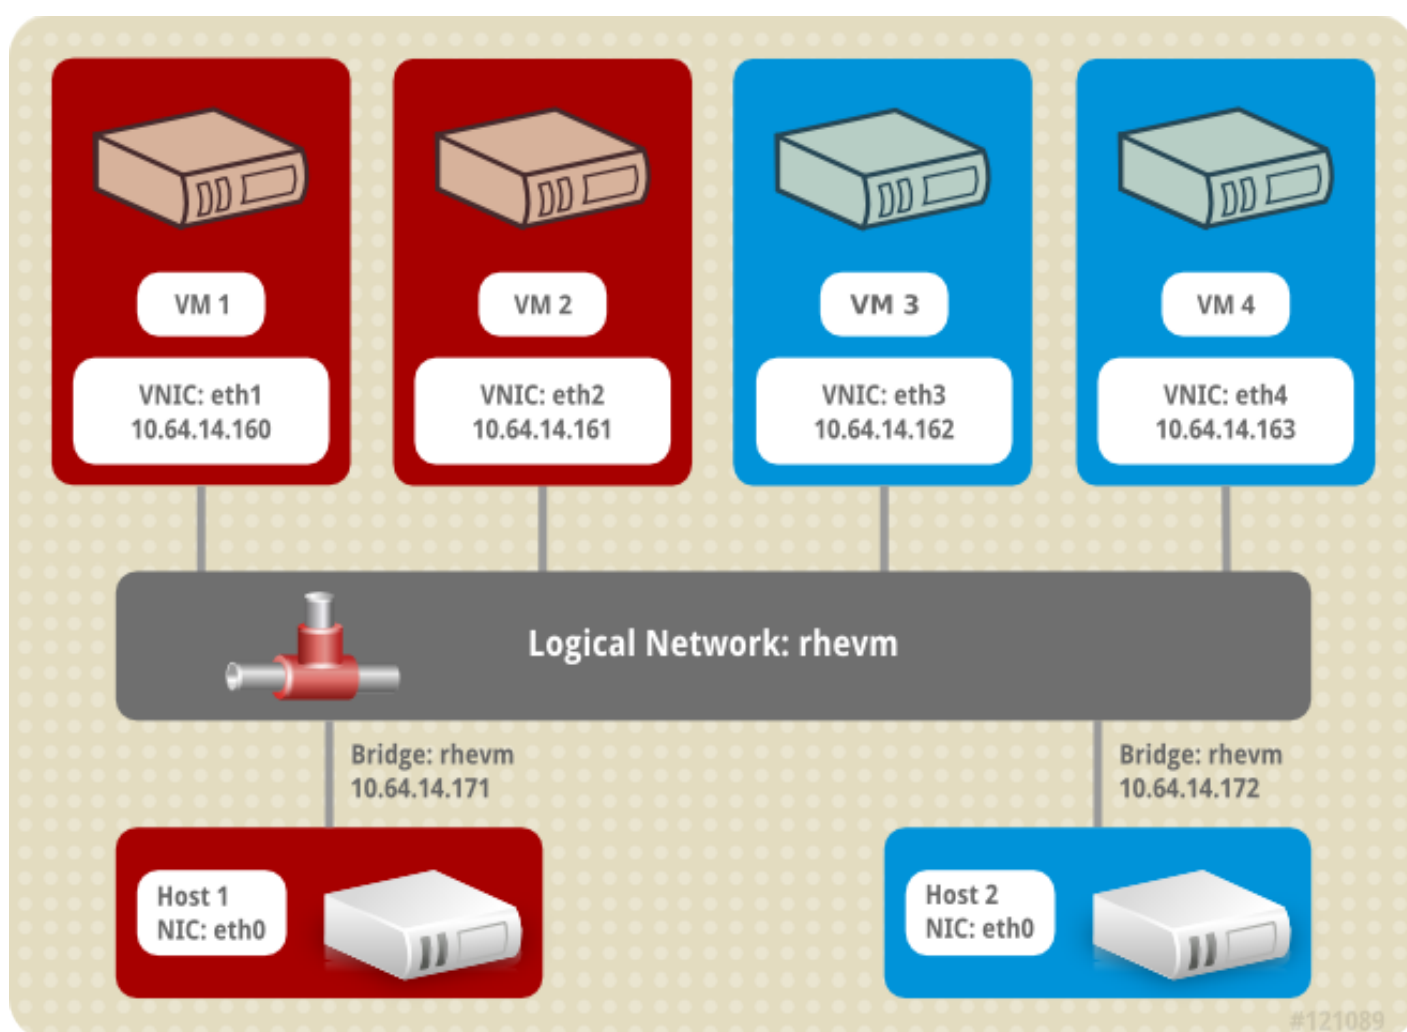 VM 1
VM 2
VM 3
VM 4
VNIC: eth1
10.64.14.160
VNIC: eth2
10.64.14.161
VNIC: eth3
10.64.14.162
VNIC: eth4
10.64.14.163
Logical Network: rhevm
Bridge: rhevm
10.64.14.171
Bridge: rhevm
10.64.14.172
Host 1
NIC: eth0
Host 2
NIC: eth0
#121089